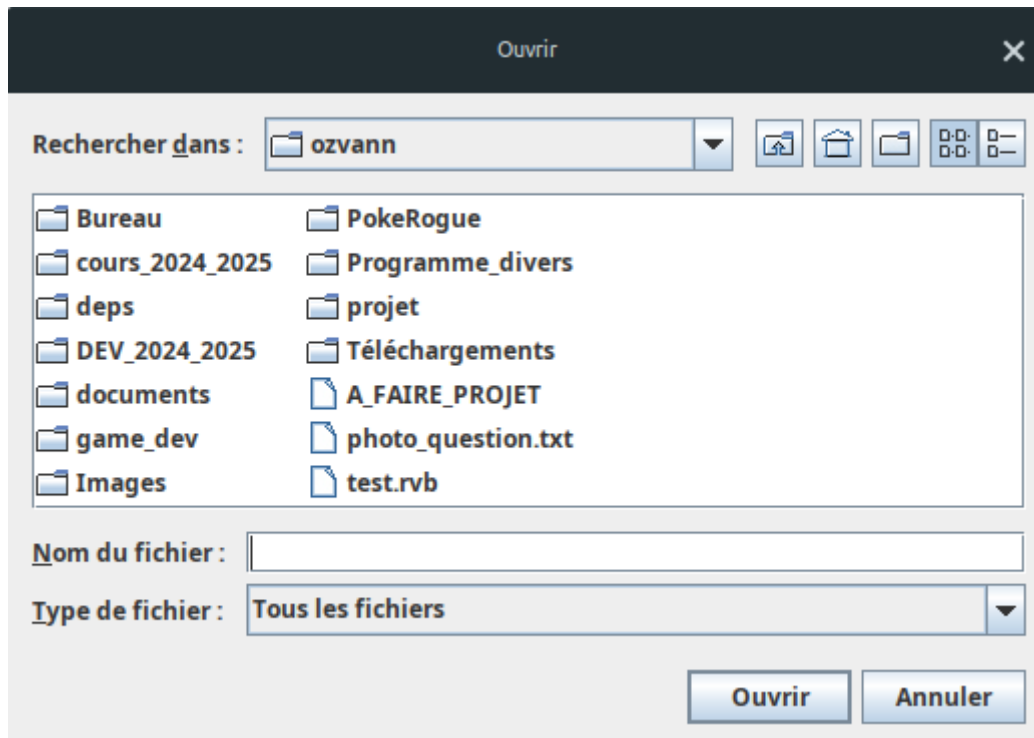 Ouvrir
Rechercher dans : ozvann
Bureau
cours_2024_2025
deps
DEV_2024_2025
documents
game_dev
Images
PokeRogue
Programme_divers
projet
Téléchargements
A_FAIRE_PROJET
photo_question.txt
test.rvb
Nom du fichier :
Type de fichier : Tous les fichiers
Ouvrir Annuler